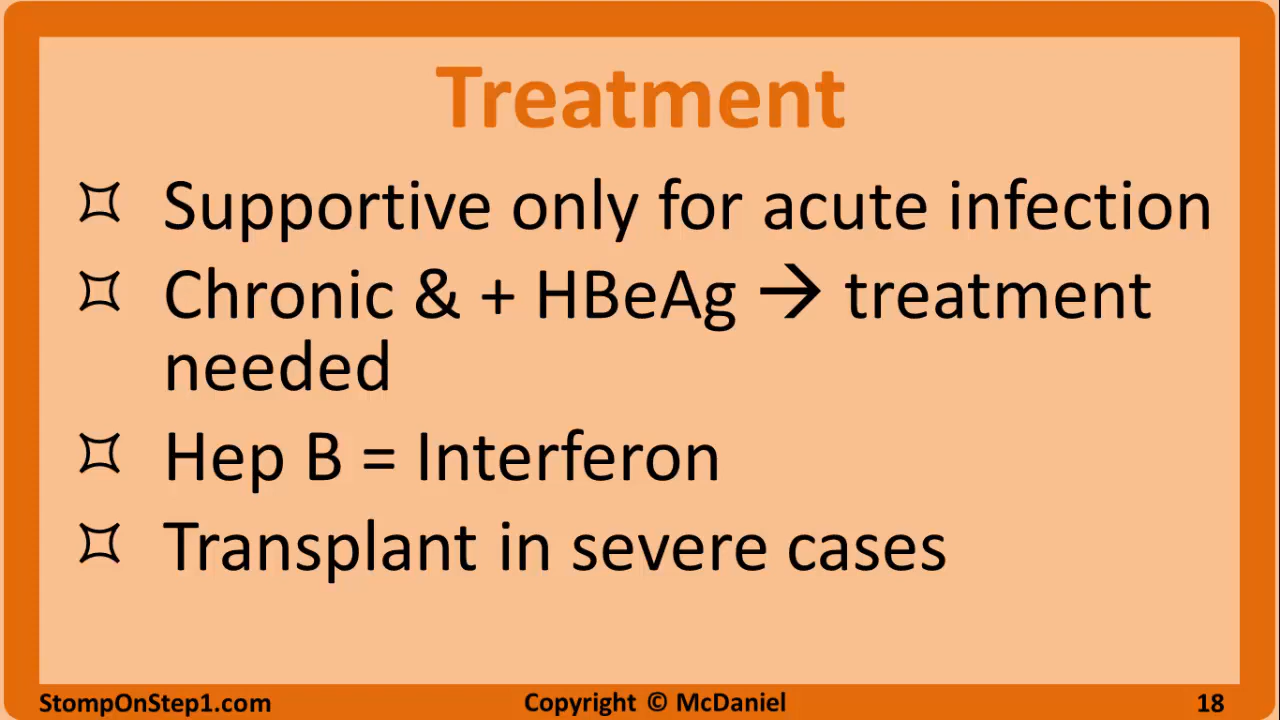 Treatment
Supportive only for acute infection
Chronic & + HBeAg → treatment
needed
Hep B = Interferon
Transplant in severe cases
StompOnStep1.com Copyright © McDaniel 18